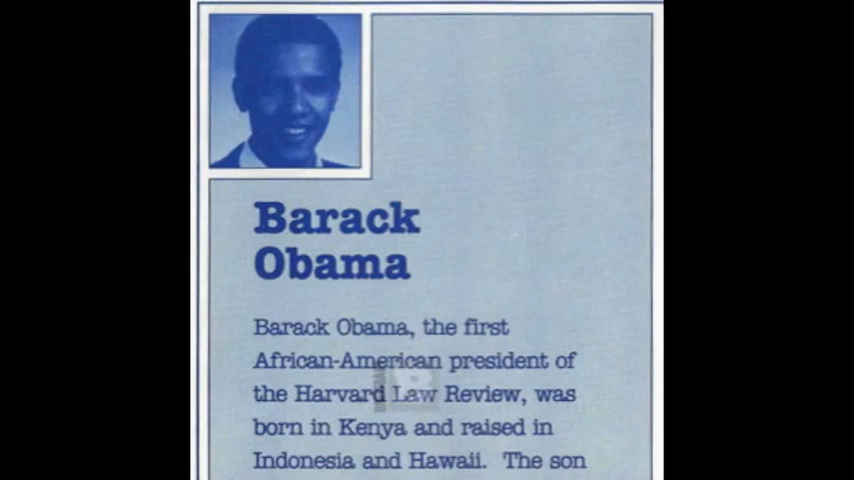 Barack
Obama
Barack Obama, the first
African-American president of
the Harvard Law Review, was
born in Kenya and raised in
Indonesia and Hawaii. The son